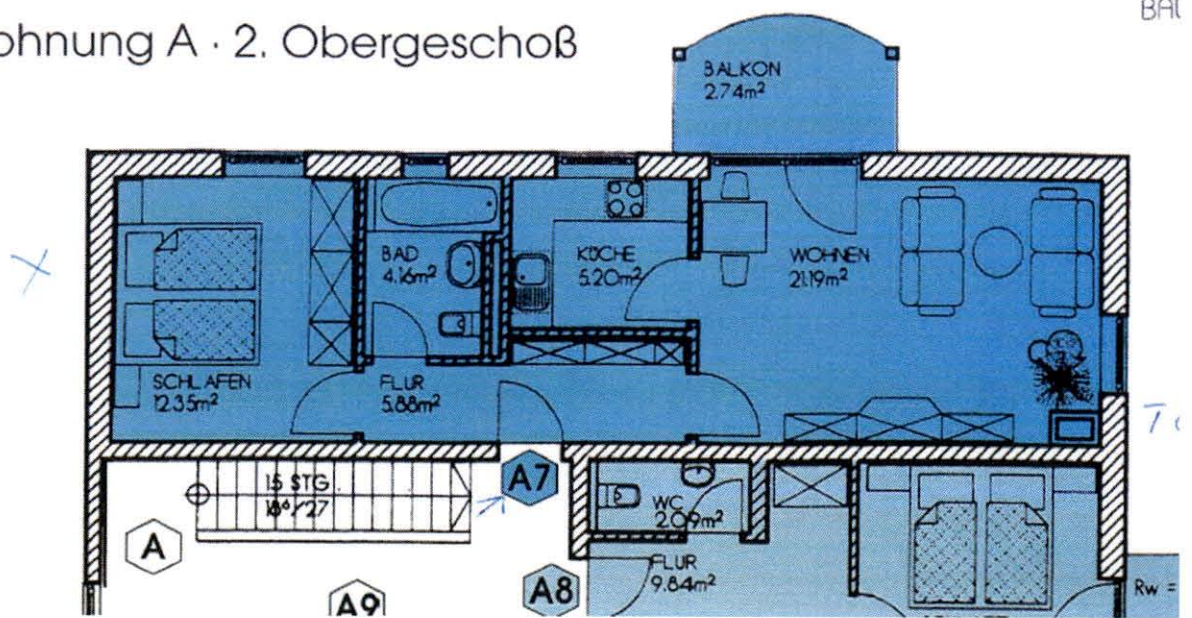 ohnung A · 2. Obergeschoß
BALKON
2.74m²
BAD
4.16m²
KÜCHE
5.20m²
WOHNEN
21.19m²
SCHLAFEN
12.35m²
FLUR
5.88m²
15 STG
A7
A
WC
2.09m²
FLUR
9.84m²
A8
A9
Rw =